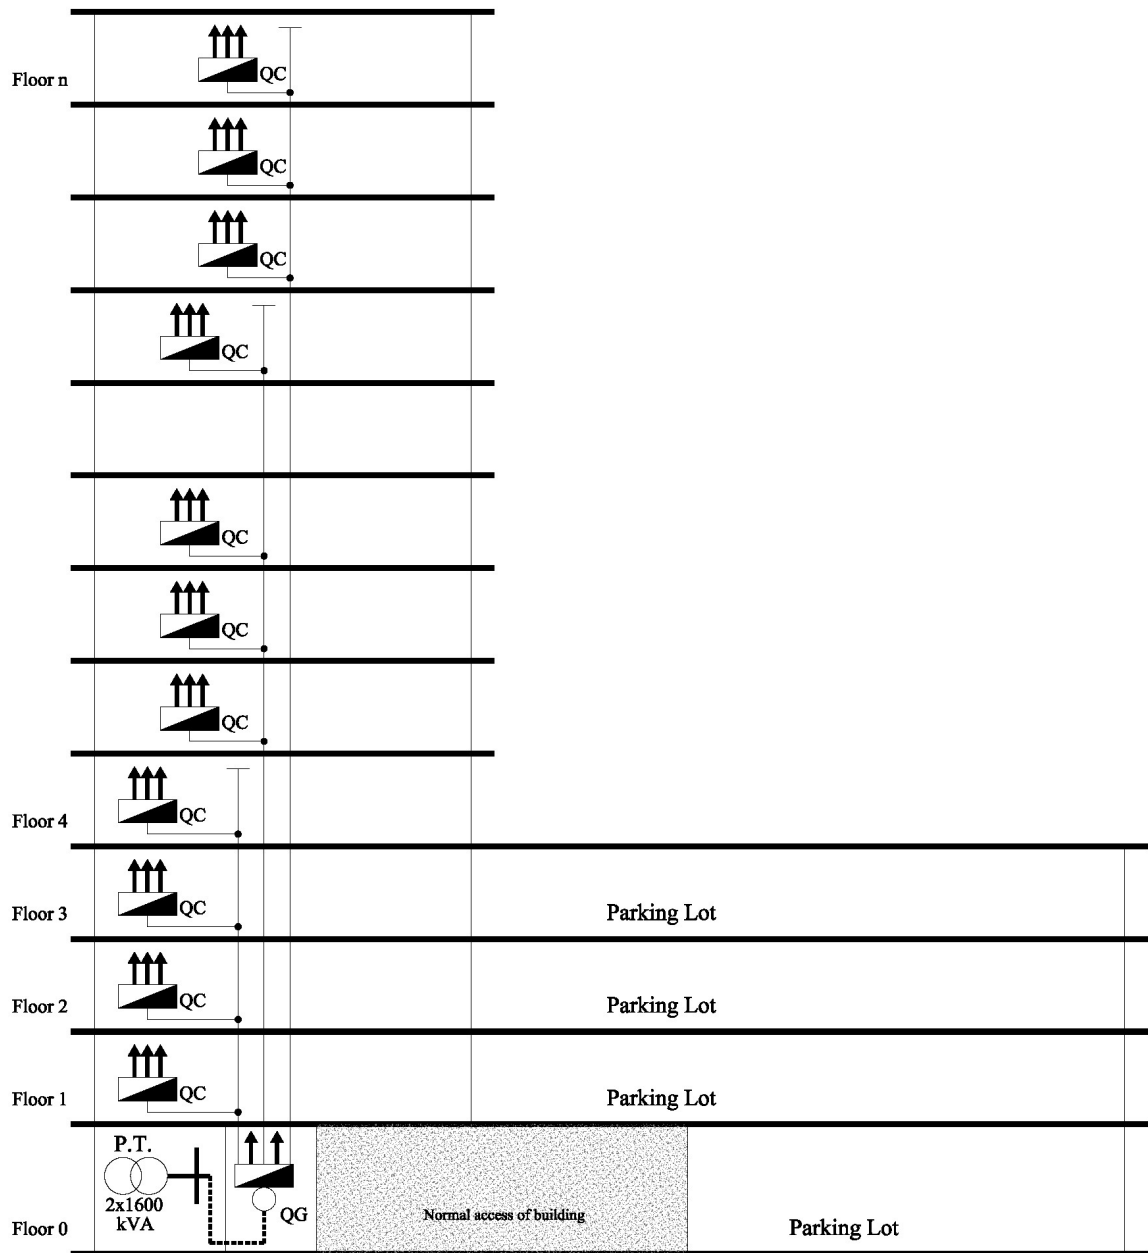 QC
Floor n
QC
QC
QC
QC
QC
QC
QC
Floor 4
QC
Floor 3
Parking Lot
QC
Floor 2
Parking Lot
QC
Floor 1
Parking Lot
P.T.
2x1600
kVA
QG
Normal access of building
Floor 0
Parking Lot